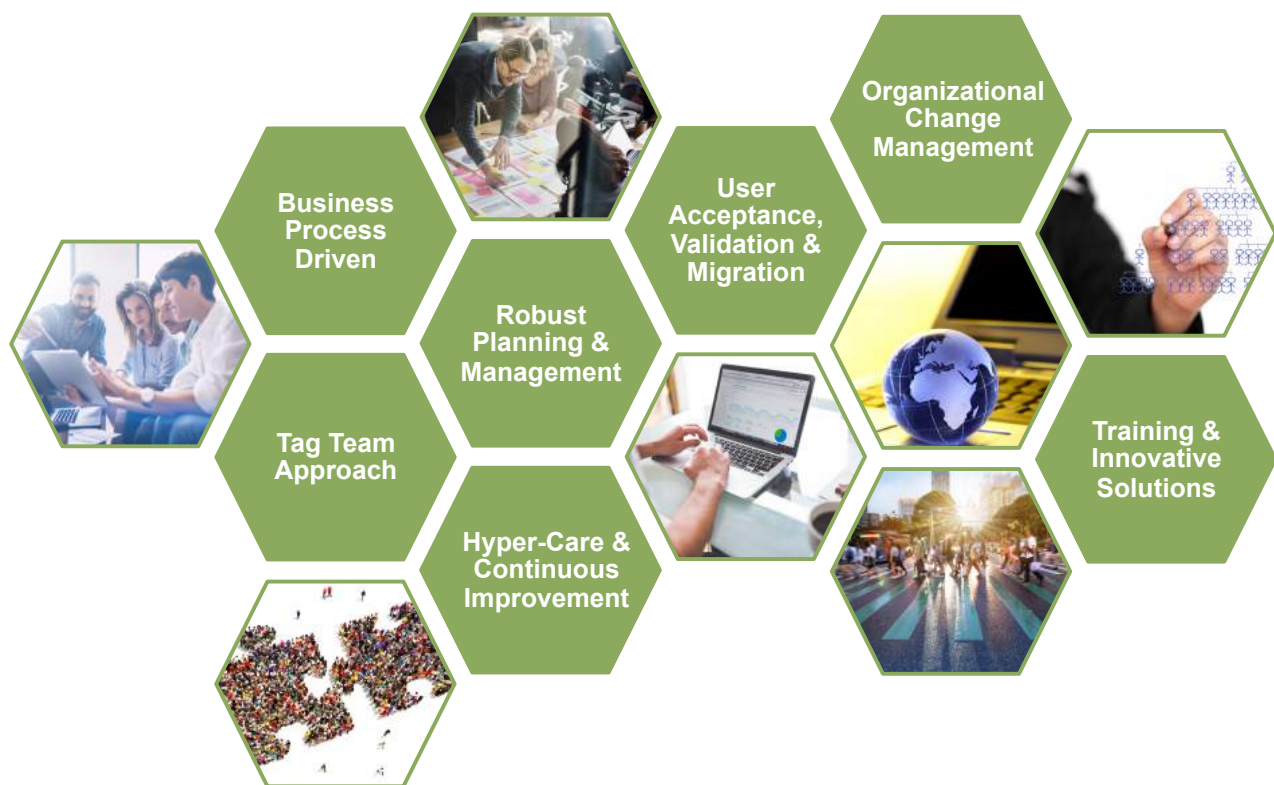 Organizational
Change
Management
Business
Process
Driven
User
Acceptance,
Validation &
Migration
Robust
Planning &
Management
Tag Team
Approach
Training &
Innovative
Solutions
Hyper-Care &
Continuous
Improvement